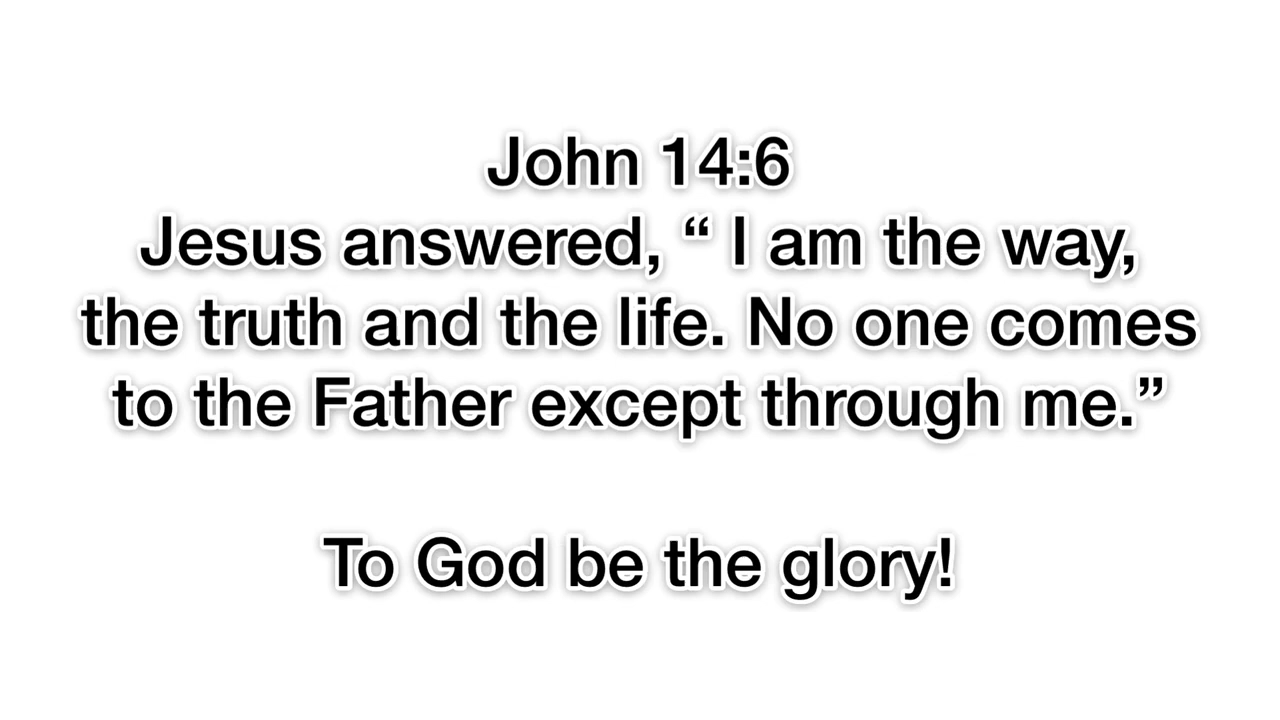 John 14:6
Jesus answered, “ I am the way,
the truth and the life. No one comes
to the Father except through me.”
To God be the glory!